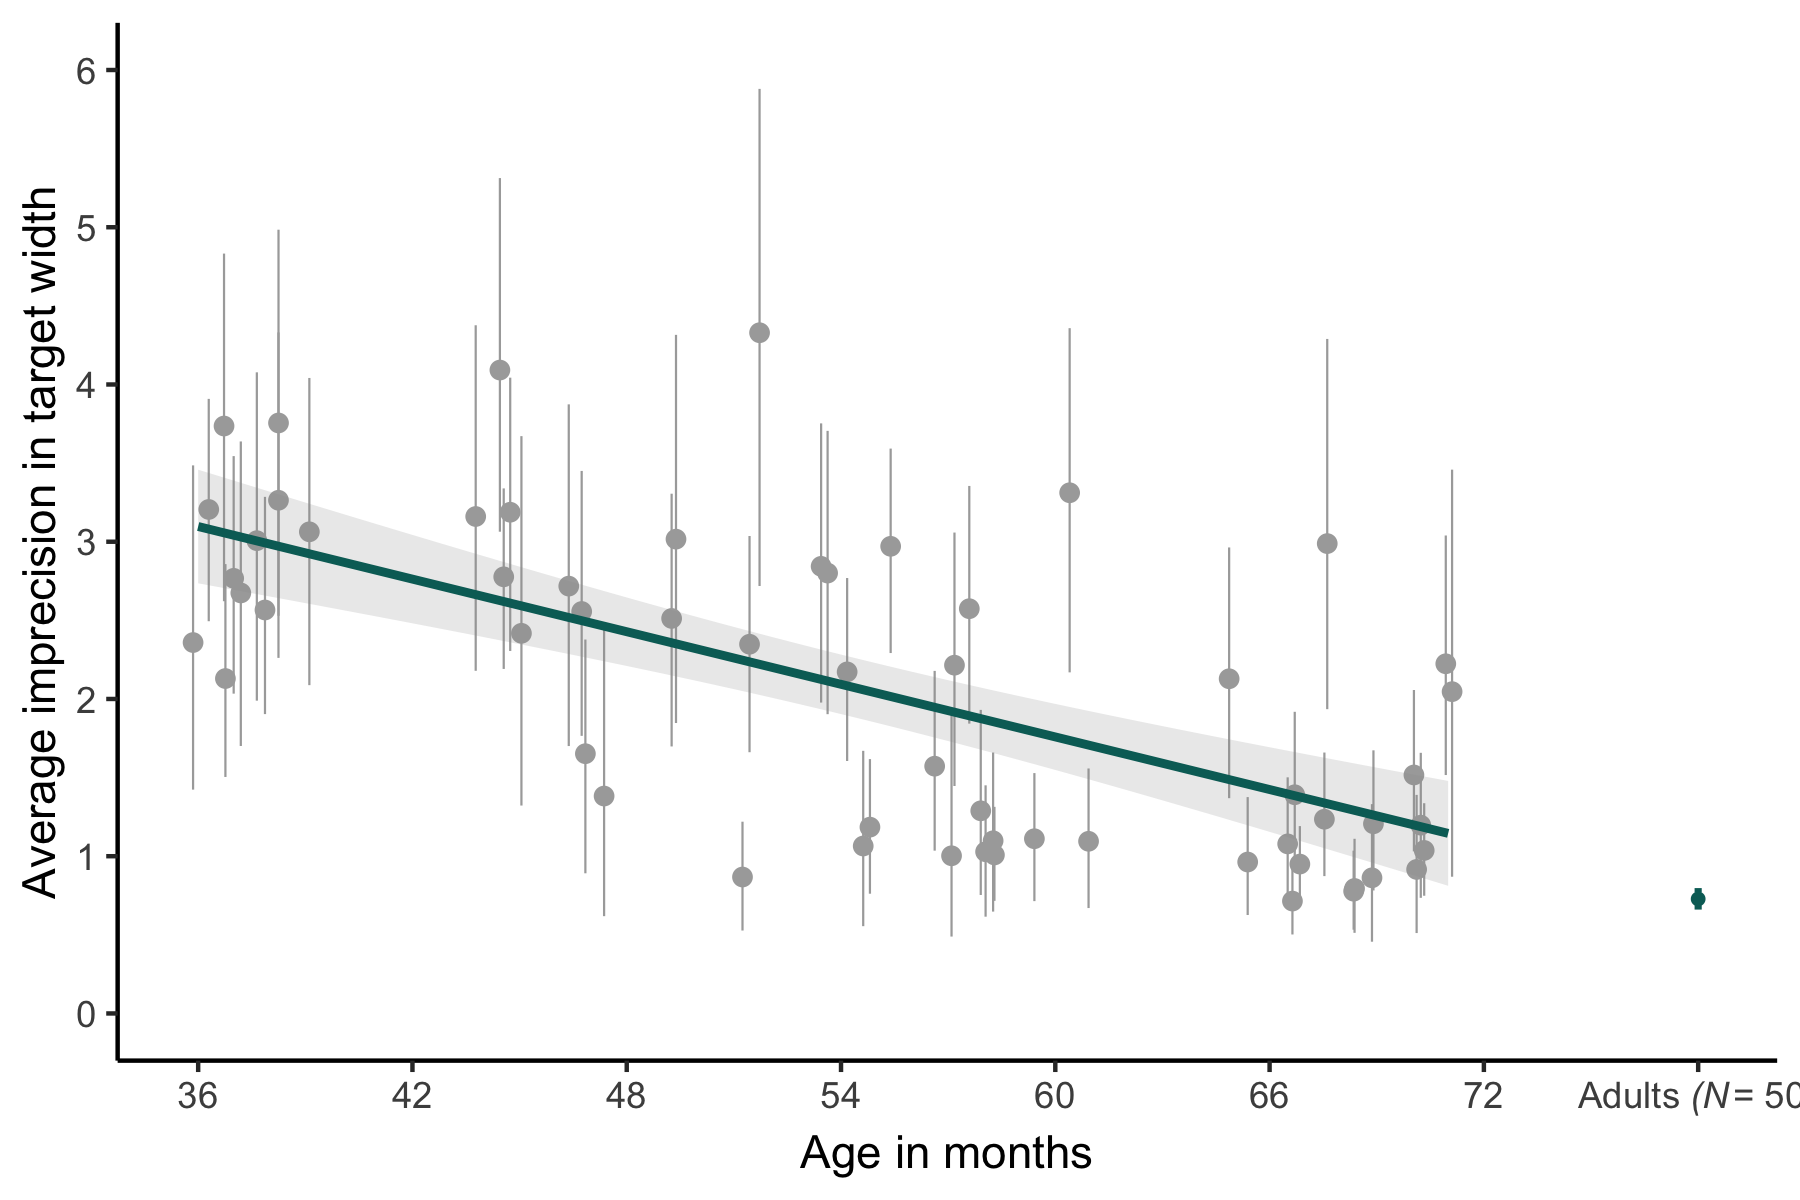 Average imprecision in target width
6
5
4
3
2
1
0
36 42 48 54 60 66 72 Adults (N = 50
Age in months